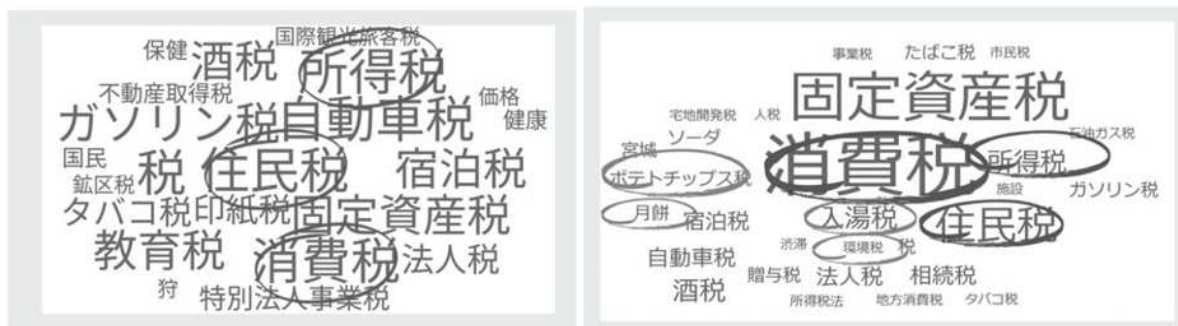 国際観光旅客税
保健 酒税 所得税
不動産取得税 価格
ガソリン税 自動車税 健康
国民 税 住民税 宿泊税
鉱区税
タバコ税 印紙税 固定資産税
教育税 消費税 法人税
狩 特別法人事業税
事業税 たばこ税 市民税
固定資産税
宅地開発税 人税
ソーダ 消費税 石油ガス税
宮城 所得税
ポテトチップス税 施設 ガソリン税
月餅 宿泊税 入湯税 住民税
渋滞 環境税 税
自動車税
贈与税 法人税 相続税
酒税
所得税法 地方消費税 タバコ税